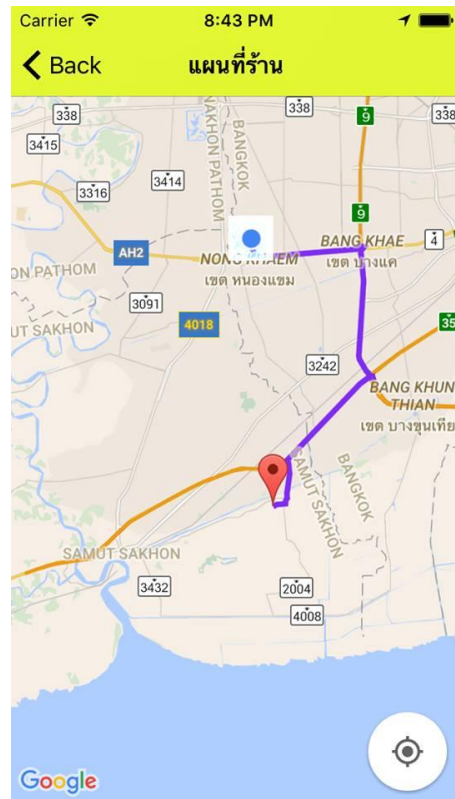 Carrier 8:43 PM
Back แผนที่ร้าน
338
338
9
338
3415
NAKHON PATHOM
BANGKOK
3414
3316
9
AH2
BANG KHAE
4
NONG KHAEM
เขต บางแค
ON PATHOM
เขต หนองแขม
3091
UT SAKHON
4018
35
3242
BANG KHUN
THIAN
เขต บางขุนเทีย
SAMUT SAKHON
BANGKOK
SAMUT SAKHON
3432
2004
4008
Google